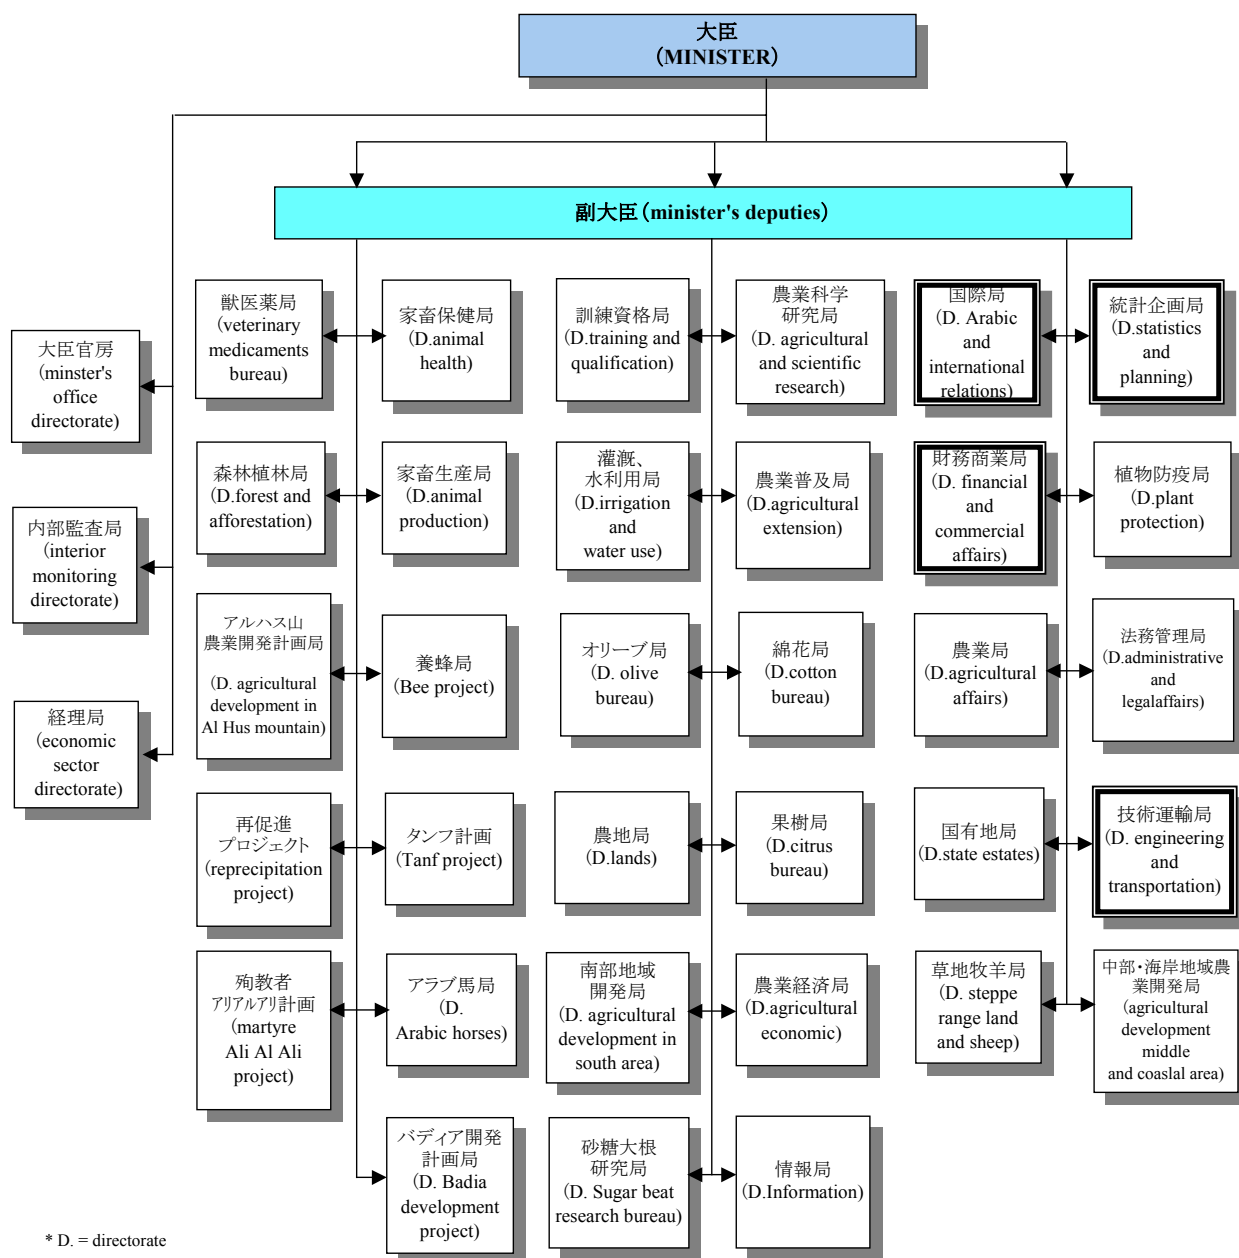 大臣
(MINISTER)
副大臣(minister's deputies)
大臣官房
(minster's
office
directorate)
内部監査局
(interior
monitoring
directorate)
経理局
(economic
sector
directorate)
獣医薬局
(veterinary
medicaments
bureau)
家畜保健局
(D.animal
health)
訓練資格局
(D.training and
qualification)
農業科学
研究局
(D. agricultural
and scientific
research)
国際局
(D. Arabic
and
international
relations)
統計企画局
(D.statistics
and
planning)
森林植林局
(D.forest and
afforestation)
家畜生産局
(D.animal
production)
灌漑、
水利用局
(D.irrigation
and
water use)
農業普及局
(D.agricultural
extension)
財務商業局
(D. financial
and
commercial
affairs)
植物防疫局
(D.plant
protection)
アルハス山
農業開発計画局
(D. agricultural
development in
Al Hus mountain)
養蜂局
(Bee project)
オリーブ局
(D. olive
bureau)
綿花局
(D.cotton
bureau)
農業局
(D.agricultural
affairs)
法務管理局
(D.administrative
and
legalaffairs)
再促進
プロジェクト
(reprecipitation
project)
タンフ計画
(Tanf project)
農地局
(D.lands)
果樹局
(D.citrus
bureau)
国有地局
(D.state estates)
技術運輸局
(D. engineering
and
transportation)
殉教者
アリアルアリ計画
(martyre
Ali Al Ali
project)
アラブ馬局
(D.
Arabic horses)
南部地域
開発局
(D. agricultural
development in
south area)
農業経済局
(D.agricultural
economic)
草地牧羊局
(D. steppe
range land
and sheep)
中部・海岸地域農
業開発局
(agricultural
development
middle
and coaslal area)
バディア開発
計画局
(D. Badia
development
project)
砂糖大根
研究局
(D. Sugar beat
research bureau)
情報局
(D.Information)
* D. = directorate